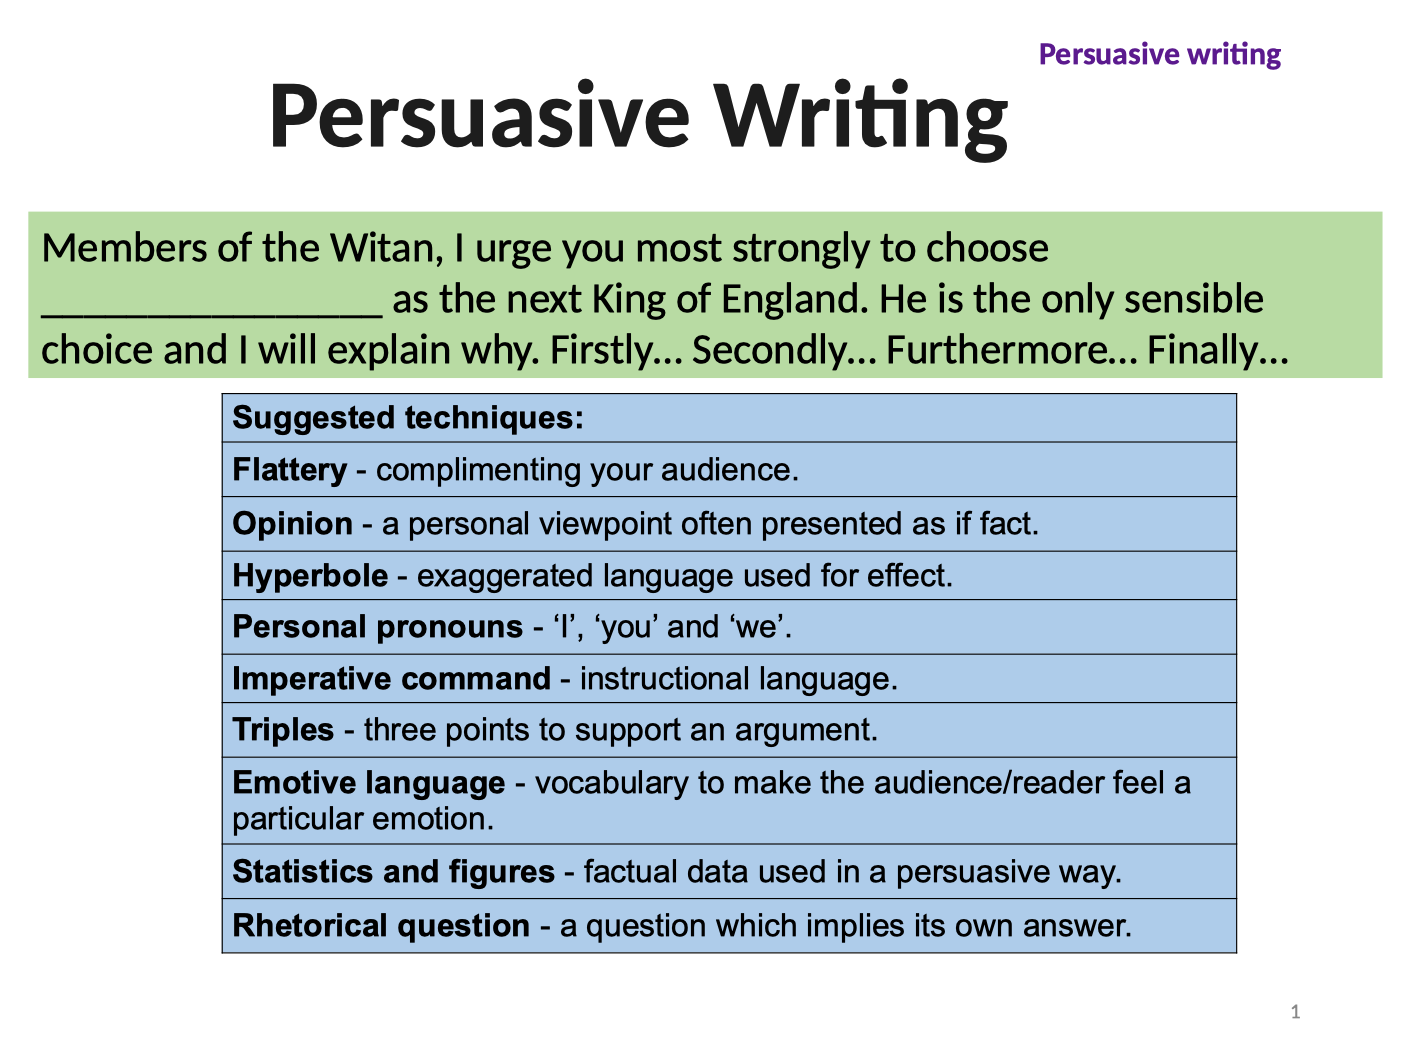 Persuasive writing
Persuasive Writing
Members of the Witan, I urge you most strongly to choose
________________ as the next King of England. He is the only sensible
choice and I will explain why. Firstly… Secondly… Furthermore… Finally…
Suggested techniques:
Flattery - complimenting your audience.
Opinion - a personal viewpoint often presented as if fact.
Hyperbole - exaggerated language used for effect.
Personal pronouns - ‘I’, ‘you’ and ‘we’.
Imperative command - instructional language.
Triples - three points to support an argument.
Emotive language - vocabulary to make the audience/reader feel a
particular emotion.
Statistics and figures - factual data used in a persuasive way.
Rhetorical question - a question which implies its own answer.
1